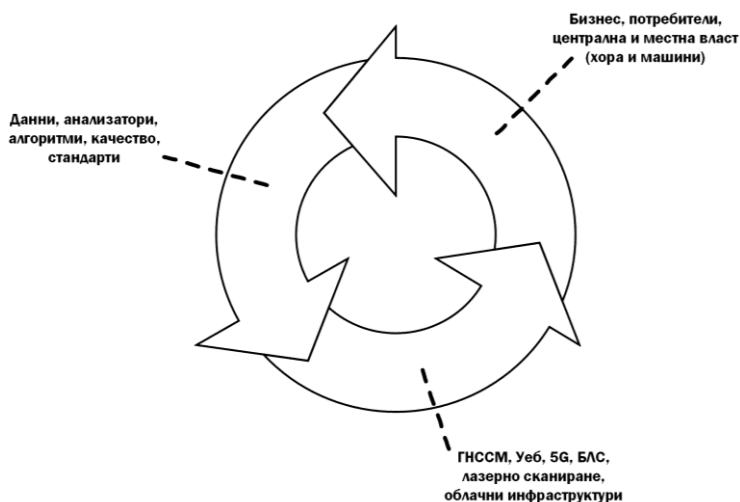 Бизнес, потребители,
централна и местна власт
(хора и машини)
Данни, анализатори,
алгоритми, качество,
стандарти
ГНССМ, Уеб, 5G, БЛС,
лазерно сканиране,
облачни инфраструктури